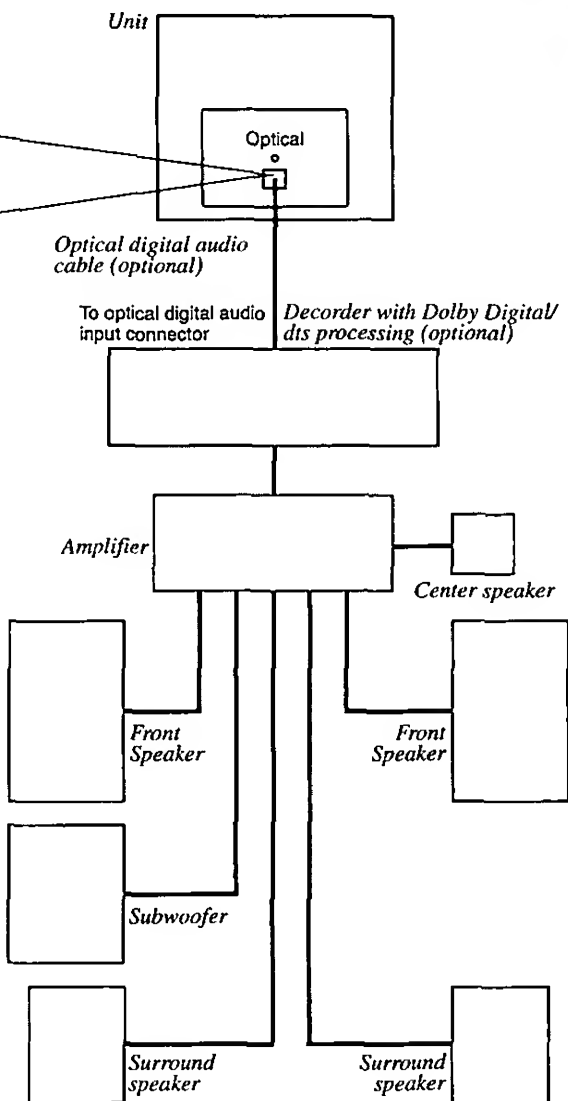 Unit
Optical
Optical digital audio
cable (optional)
To optical digital audio
input connector
Decorder with Dolby Digital/
dts processing (optional)
Amplifier
Center speaker
Front
Speaker
Front
Speaker
Subwoofer
Surround
speaker
Surround
speaker